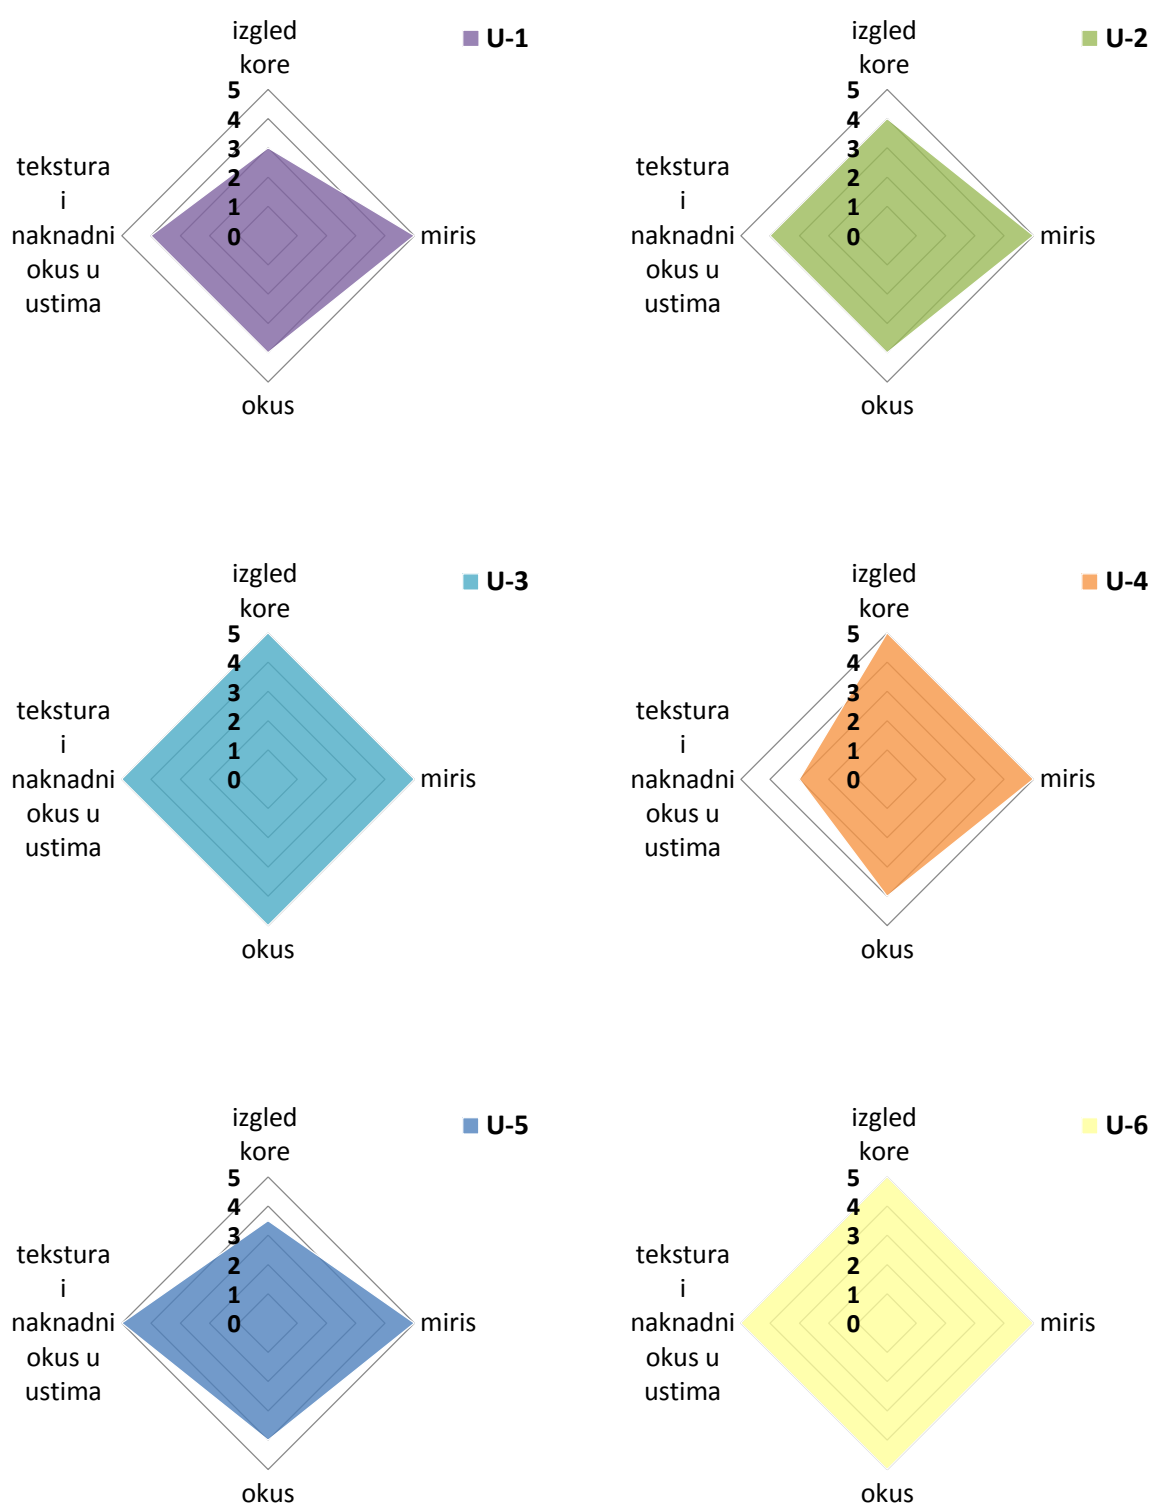 izgled
kore
U-1
5
4
3
2
1
0
tekstura
i
naknadni
okus u
ustima
miris
okus
izgled
kore
U-2
5
4
3
2
1
0
tekstura
i
naknadni
okus u
ustima
miris
okus
izgled
kore
U-3
5
4
3
2
1
0
tekstura
i
naknadni
okus u
ustima
miris
okus
izgled
kore
U-4
5
4
3
2
1
0
tekstura
i
naknadni
okus u
ustima
miris
okus
izgled
kore
U-5
5
4
3
2
1
0
tekstura
i
naknadni
okus u
ustima
miris
okus
izgled
kore
U-6
5
4
3
2
1
0
tekstura
i
naknadni
okus u
ustima
miris
okus